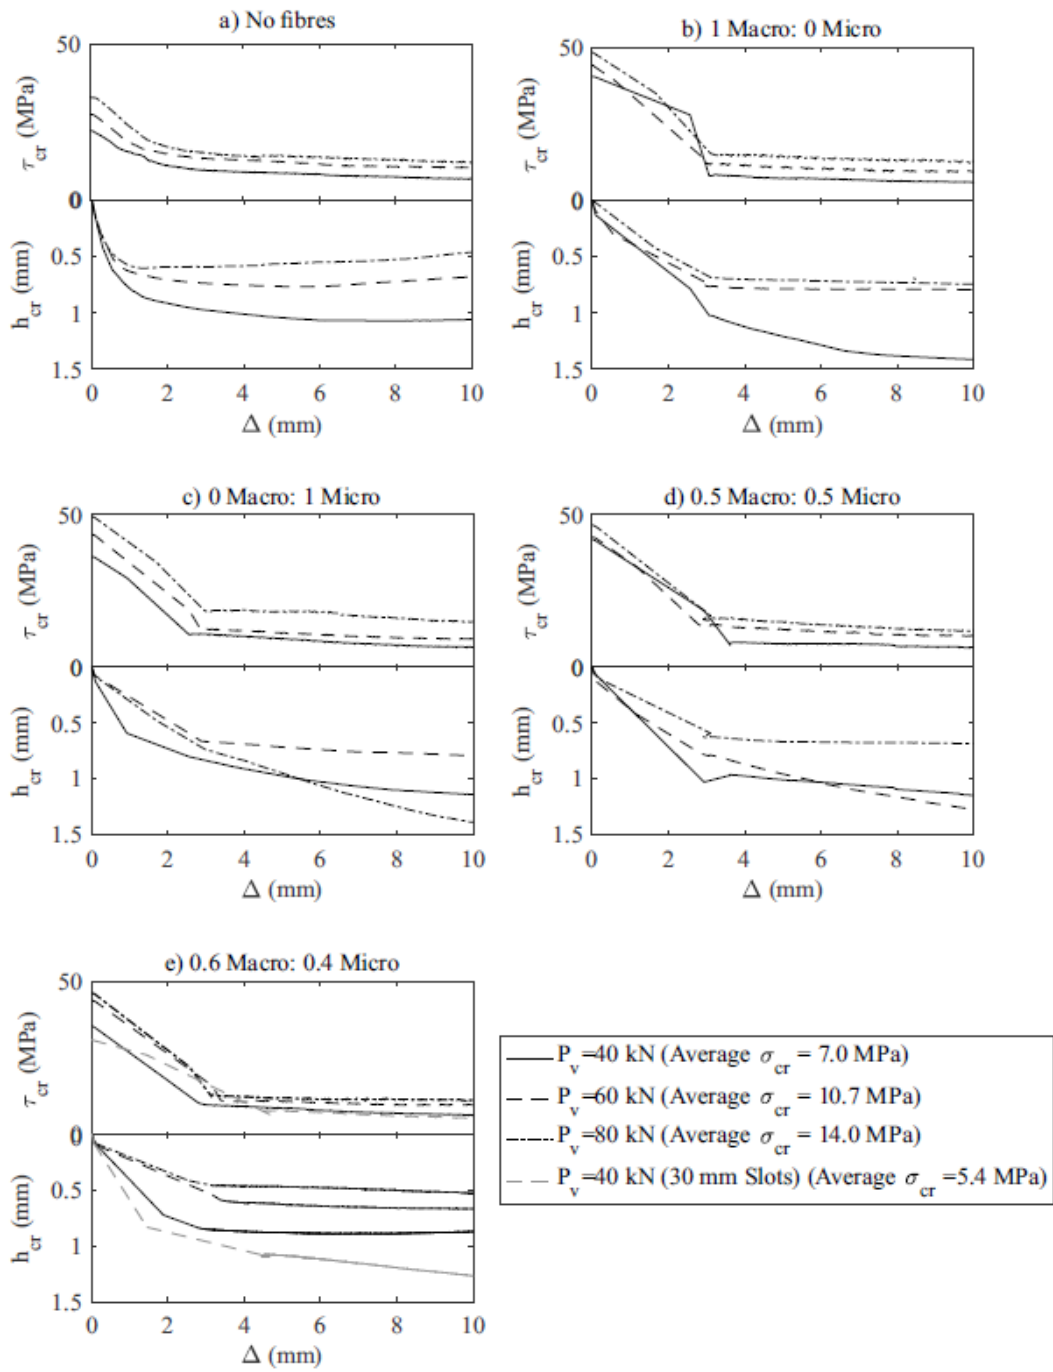 a) No fibres
50
τcr (MPa)
0
0.5
hcr (mm)
1
1.5
0 2 4 6 8 10
Δ (mm)
b) 1 Macro: 0 Micro
50
τcr (MPa)
0
0.5
hcr (mm)
1
1.5
0 2 4 6 8 10
Δ (mm)
c) 0 Macro: 1 Micro
50
τcr (MPa)
0
0.5
hcr (mm)
1
1.5
0 2 4 6 8 10
Δ (mm)
d) 0.5 Macro: 0.5 Micro
50
τcr (MPa)
0
0.5
hcr (mm)
1
1.5
0 2 4 6 8 10
Δ (mm)
e) 0.6 Macro: 0.4 Micro
50
τcr (MPa)
0
0.5
hcr (mm)
1
1.5
0 2 4 6 8 10
Δ (mm)
Pv=40 kN (Average σcr = 7.0 MPa)
Pv=60 kN (Average σcr = 10.7 MPa)
Pv=80 kN (Average σcr = 14.0 MPa)
Pv=40 kN (30 mm Slots) (Average σcr =5.4 MPa)